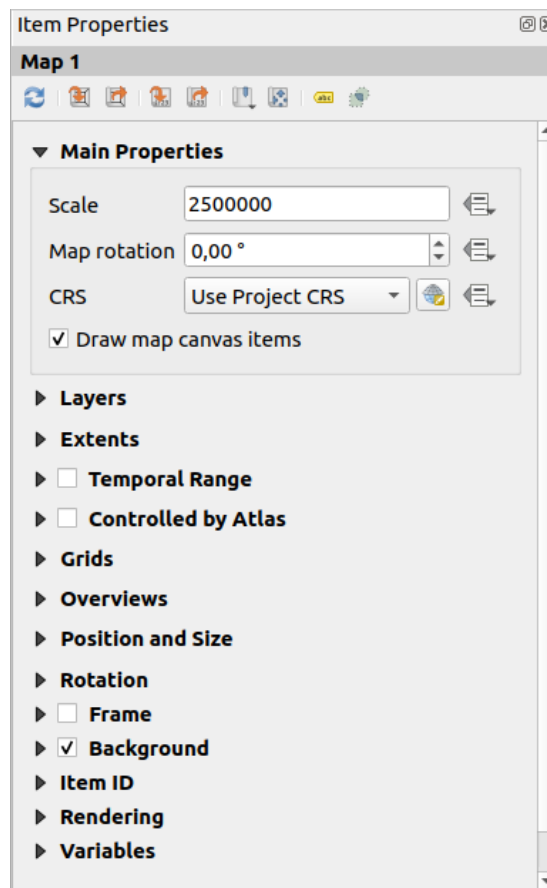 Item Properties
Map 1
Main Properties
Scale 2500000
Map rotation 0,00 °
CRS Use Project CRS
Draw map canvas items
Layers
Extents
Temporal Range
Controlled by Atlas
Grids
Overviews
Position and Size
Rotation
Frame
Background
Item ID
Rendering
Variables